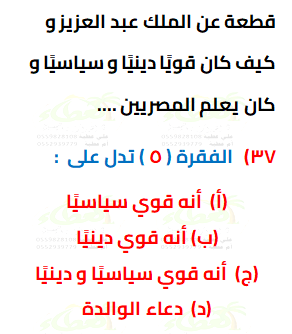 قطعة عن الملك عبد العزيز و
كيف كان قويًا دينيًا و سياسيًا و
كان يعلم المصريين ....
٣٧) الفقرة ( ٥ ) تدل على :
(أ) أنه قوي سياسيًا
(ب) أنه قوي دينيًا
(ج) أنه قوي سياسيًا و دينيًا
(د) دعاء الوالدة